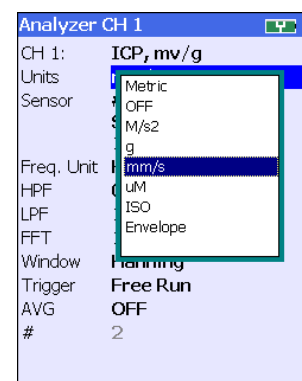 Analyzer CH 1
CH 1: ICP, mv/g
Units
Metric
OFF
M/s2
g
mm/s
uM
ISO
Envelope
Sensor
Freq. Unit
HPF
LPF
FFT
Window Hanning
Trigger Free Run
AVG OFF
# 2